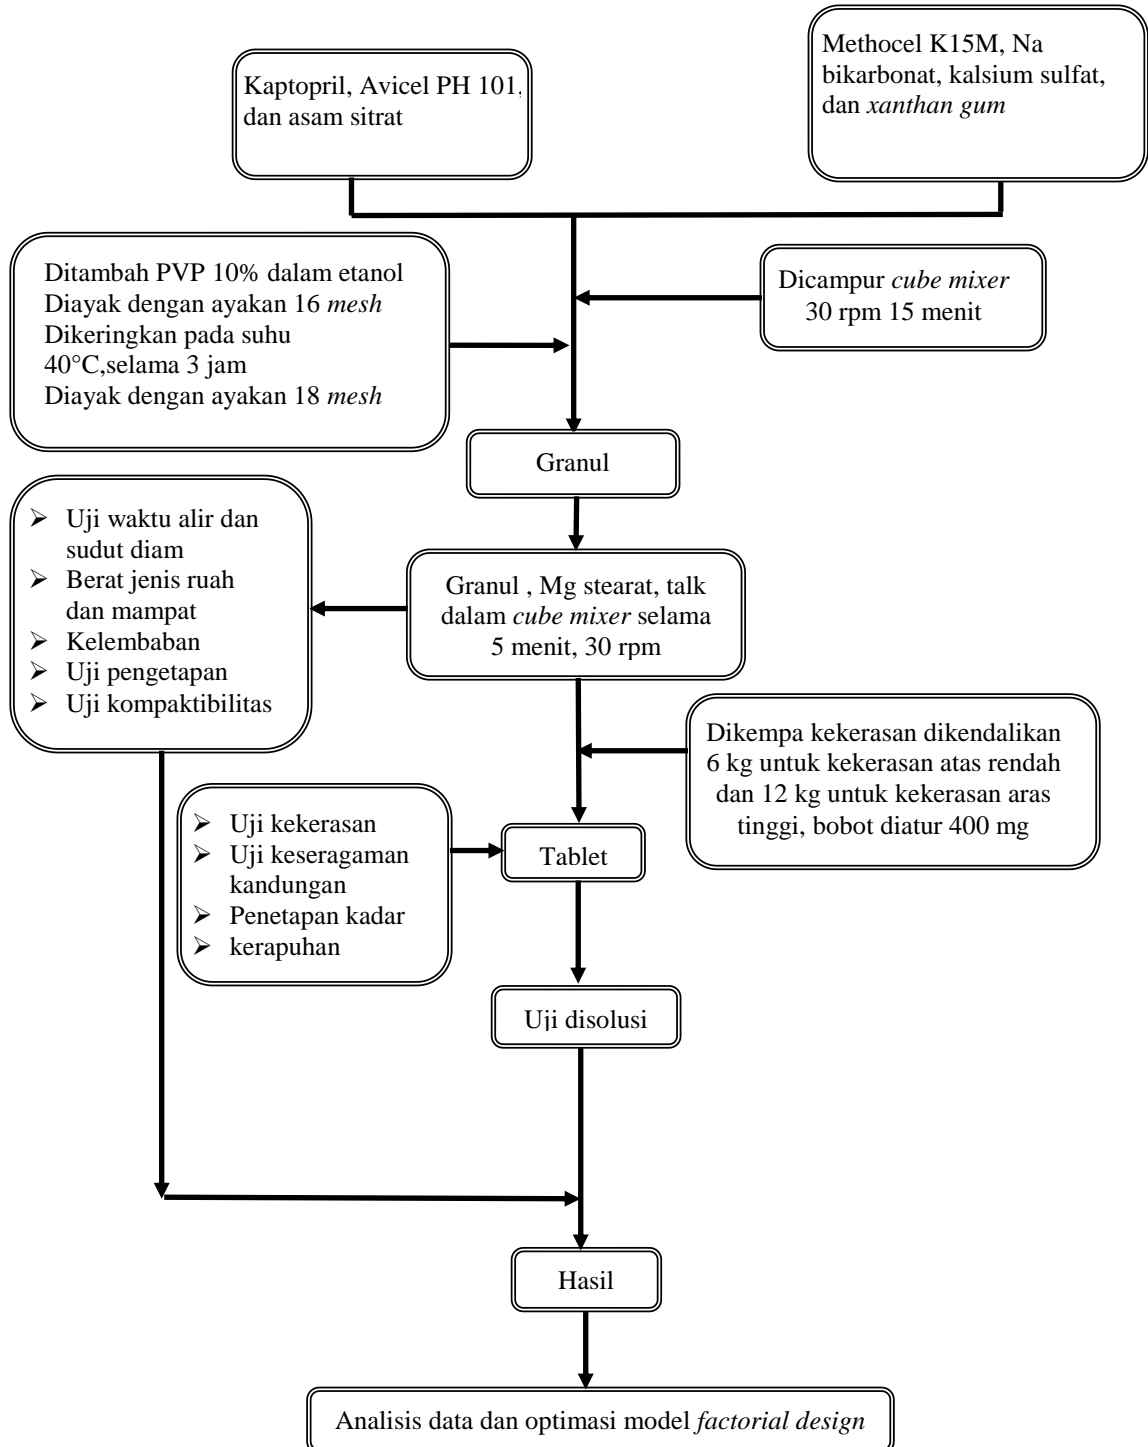 Kaptopril, Avicel PH 101,
dan asam sitrat
Methocel K15M, Na
bikarbonat, kalsium sulfat,
dan xanthan gum
Ditambah PVP 10% dalam etanol
Diayak dengan ayakan 16 mesh
Dikeringkan pada suhu
40°C,selama 3 jam
Diayak dengan ayakan 18 mesh
Dicampur cube mixer
30 rpm 15 menit
Granul
➢ Uji waktu alir dan
sudut diam
➢ Berat jenis ruah
dan mampat
➢ Kelembaban
➢ Uji pengetapan
➢ Uji kompaktibilitas
Granul , Mg stearat, talk
dalam cube mixer selama
5 menit, 30 rpm
Dikempa kekerasan dikendalikan
6 kg untuk kekerasan atas rendah
dan 12 kg untuk kekerasan aras
tinggi, bobot diatur 400 mg
➢ Uji kekerasan
➢ Uji keseragaman
kandungan
➢ Penetapan kadar
➢ kerapuhan
Tablet
Uji disolusi
Hasil
Analisis data dan optimasi model factorial design